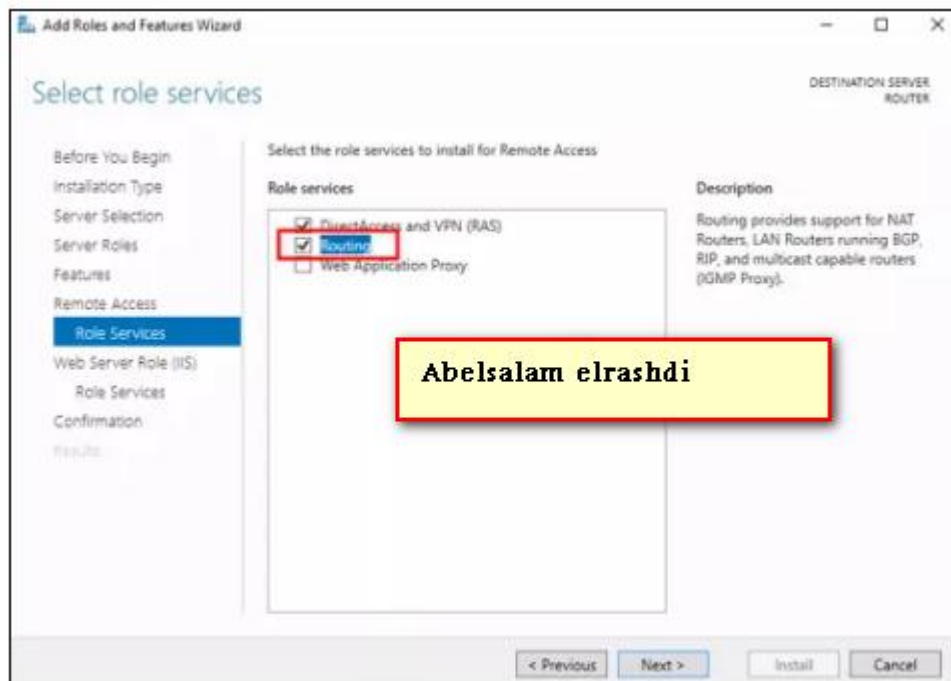 Add Roles and Features Wizard
Select role services
DESTINATION SERVER
ROUTER
Before You Begin
Installation Type
Server Selection
Server Roles
Features
Remote Access
Role Services
Web Server Role (IIS)
Role Services
Confirmation
Results
Select the role services to install for Remote Access
Role services
DirectAccess and VPN (RAS)
Routing
Web Application Proxy
Description
Routing provides support for NAT
Routers, LAN Routers running BGP,
RIP, and multicast capable routers
(IGMP Proxy).
Abelsalam elrashdi
< Previous
Next >
Install
Cancel